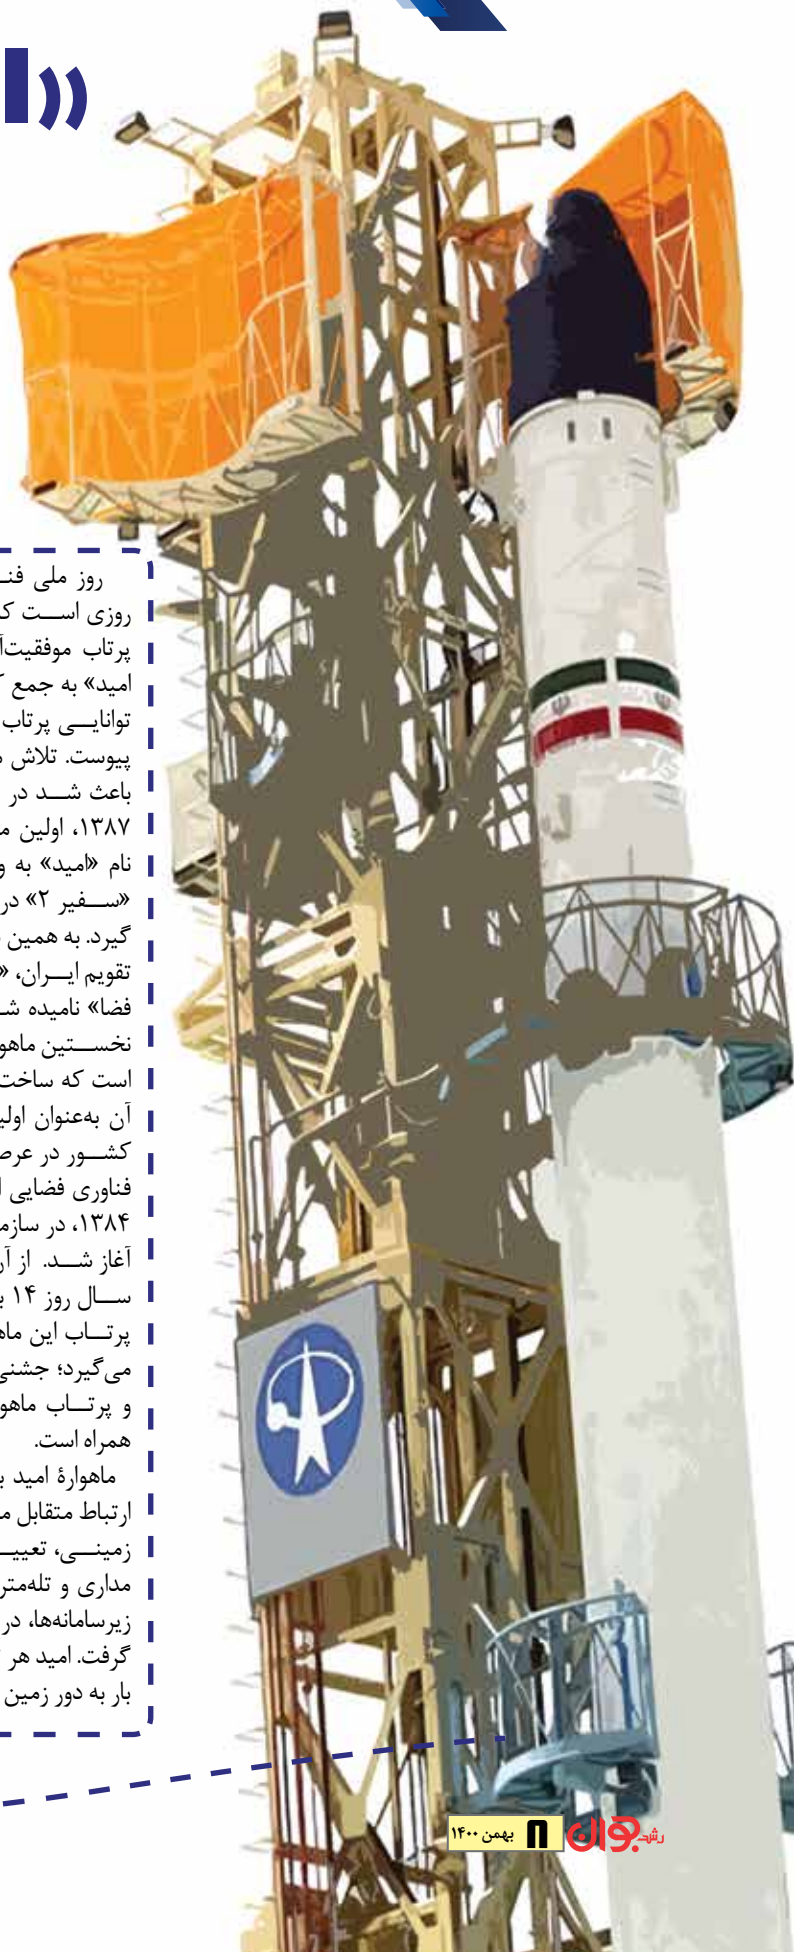 «ا
روز ملی فنـ
روزی اســت کـ
پرتاب موفقیت‌آ
امید» به جمع کـ
توانایــی پرتاب
پیوست. تلاش
باعث شــد در
۱۳۸۷، اولین مـ
نام «امید» به و
«ســفیر ۲» در
گیرد. به همین
تقویم ایــران، «
فضا» نامیده شـ
نخســتین ماهو
است که ساخت
آن به‌عنوان اولیـ
کشــور در عرصـ
فناوری فضایی ا
۱۳۸۴، در سازمـ
آغاز شــد. از آ
ســال روز ۱۴ بـ
پرتــاب این ماهـ
می‌گیرد؛ جشنی
و پرتــاب ماهو
همراه است.
ماهوارهٔ امید بـ
ارتباط متقابل مـ
زمینــی، تعییــ
مداری و تله‌متر
زیرسامانه‌ها، در
گرفت. امید هر
بار به دور زمین
رشد جوان ۸ بهمن ۱۴۰۰